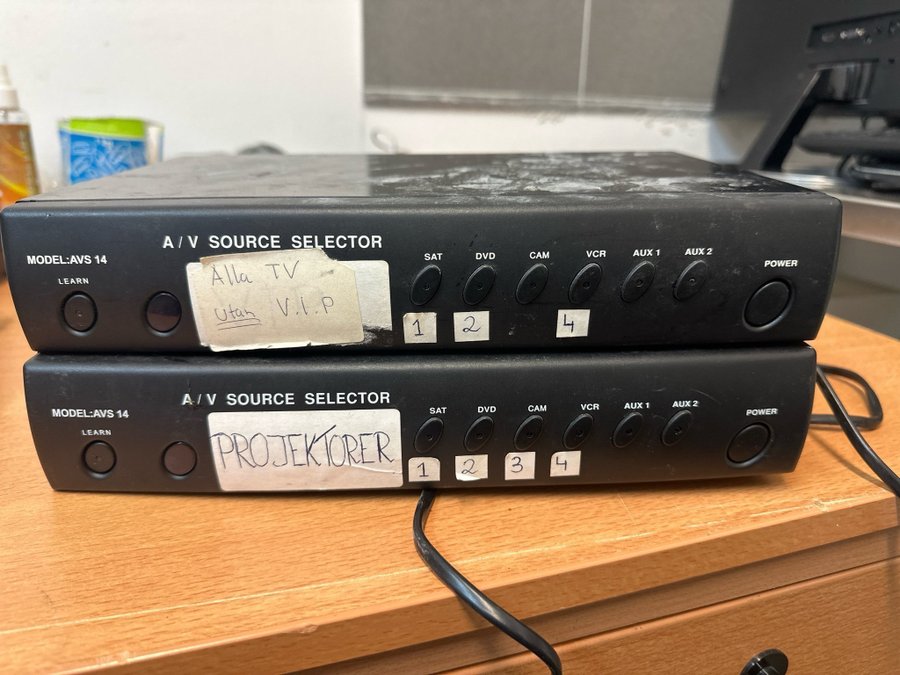 A/V SOURCE SELECTOR
MODEL:AVS 14
LEARN
Alla TV
utan V.I.P
SAT DVD CAM VCR AUX 1 AUX 2 POWER
1 2 4
A/V SOURCE SELECTOR
MODEL:AVS 14
LEARN
PROJEKTORER
SAT DVD CAM VCR AUX 1 AUX 2 POWER
1 2 3 4